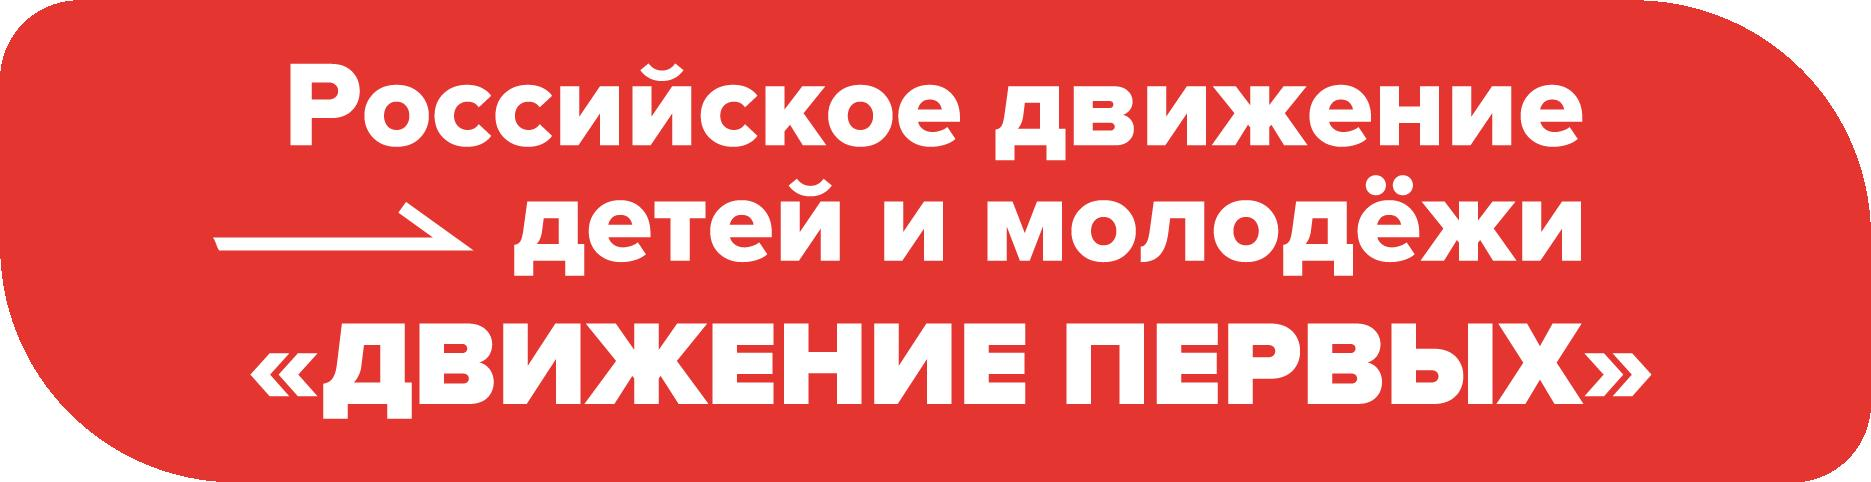 Российское движение
детей и молодёжи
«ДВИЖЕНИЕ ПЕРВЫХ»